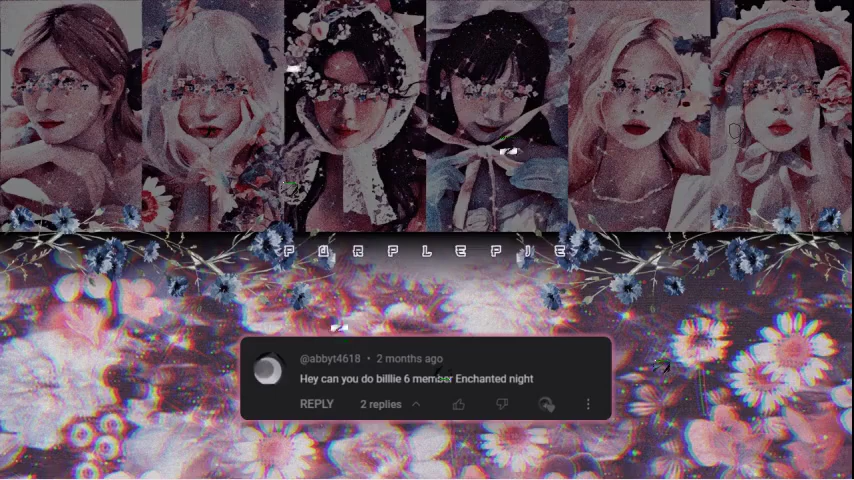 P U R P L E P I E
@abbyt4618 • 2 months ago
Hey can you do billlie 6 member Enchanted night
REPLY 2 replies